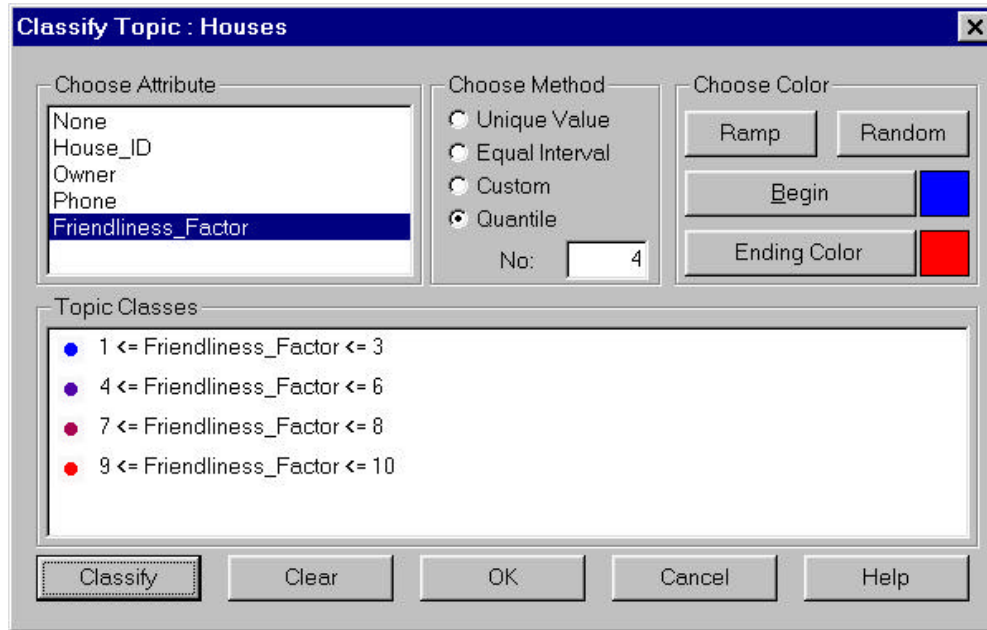 Classify Topic : Houses
Choose Attribute
None
House_ID
Owner
Phone
Friendliness_Factor
Choose Method
Unique Value
Equal Interval
Custom
Quantile
No: 4
Choose Color
Ramp Random
Begin
Ending Color
Topic Classes
1 <= Friendliness_Factor <= 3
4 <= Friendliness_Factor <= 6
7 <= Friendliness_Factor <= 8
9 <= Friendliness_Factor <= 10
Classify Clear OK Cancel Help